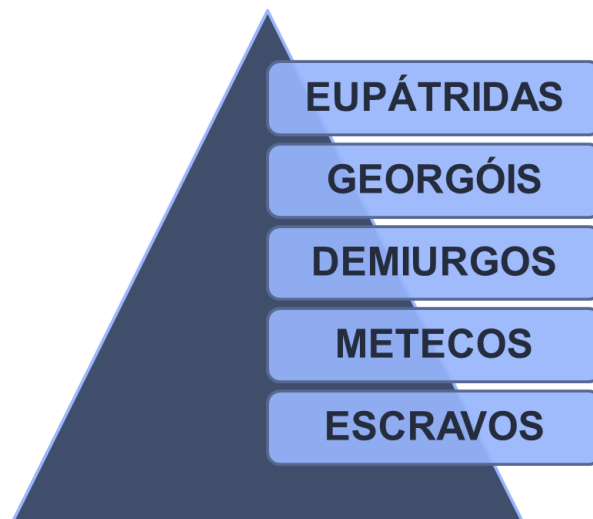 EUPÁTRIDAS
GEORGÓIS
DEMIURGOS
METECOS
ESCRAVOS